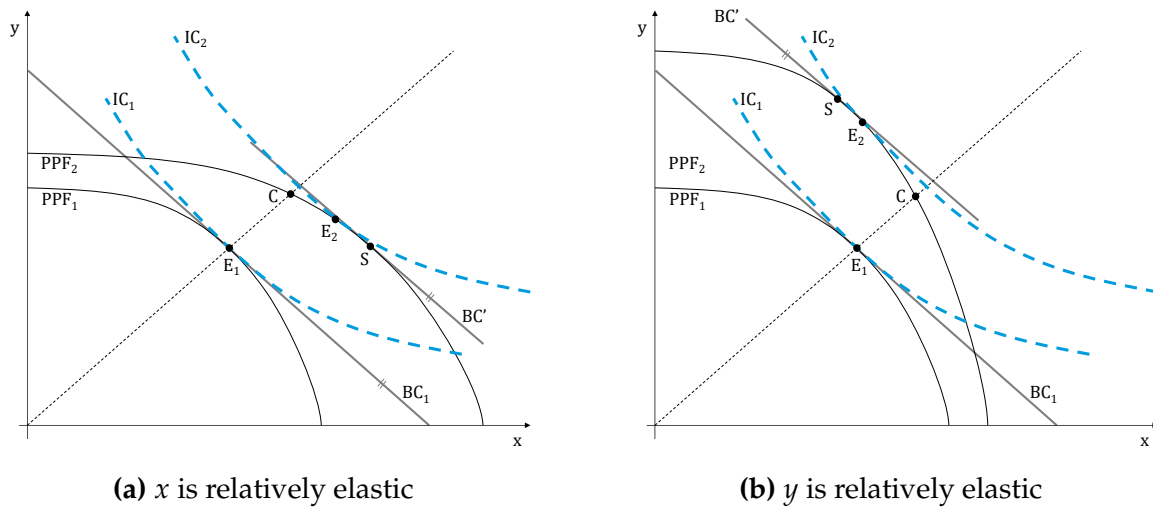 y
IC₂
IC₁
PPF₂
PPF₁
C
E₂
S
E₁
BC'
BC₁
x
(a) x is relatively elastic
y
BC'
IC₂
IC₁
S
E₂
PPF₂
PPF₁
C
E₁
BC₁
x
(b) y is relatively elastic